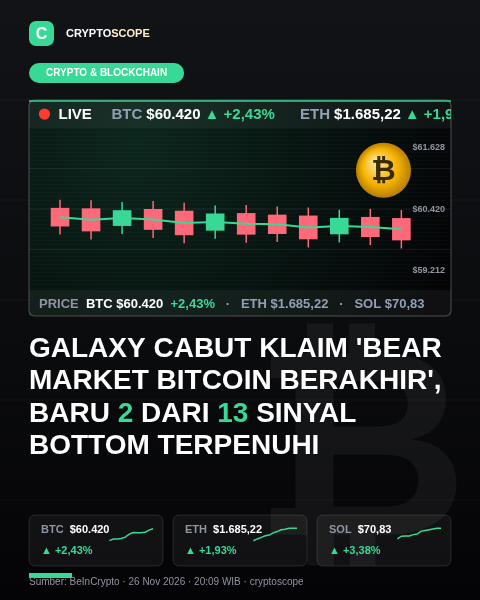 C CRYPTOSCOPE
CRYPTO & BLOCKCHAIN
LIVE BTC $60.420 ▲ +2,43% ETH $1.685,22 ▲ +1,9
$61.628
$60.420
$59.212
PRICE BTC $60.420 +2,43% · ETH $1.685,22 · SOL $70,83
GALAXY CABUT KLAIM 'BEAR
MARKET BITCOIN BERAKHIR',
BARU 2 DARI 13 SINYAL
BOTTOM TERPENUHI
BTC $60.420
▲ +2,43%
ETH $1.685,22
▲ +1,93%
SOL $70,83
▲ +3,38%
Sumber: BeInCrypto · 26 Nov 2026 · 20:09 WIB · cryptoscope